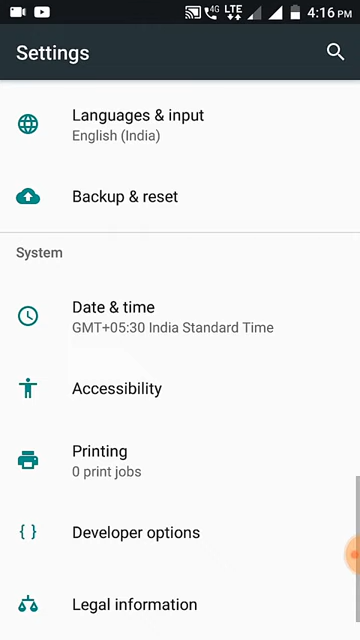 4G LTE 4:16 PM
Settings
Languages & input
English (India)
Backup & reset
System
Date & time
GMT+05:30 India Standard Time
Accessibility
Printing
0 print jobs
{ } Developer options
Legal information